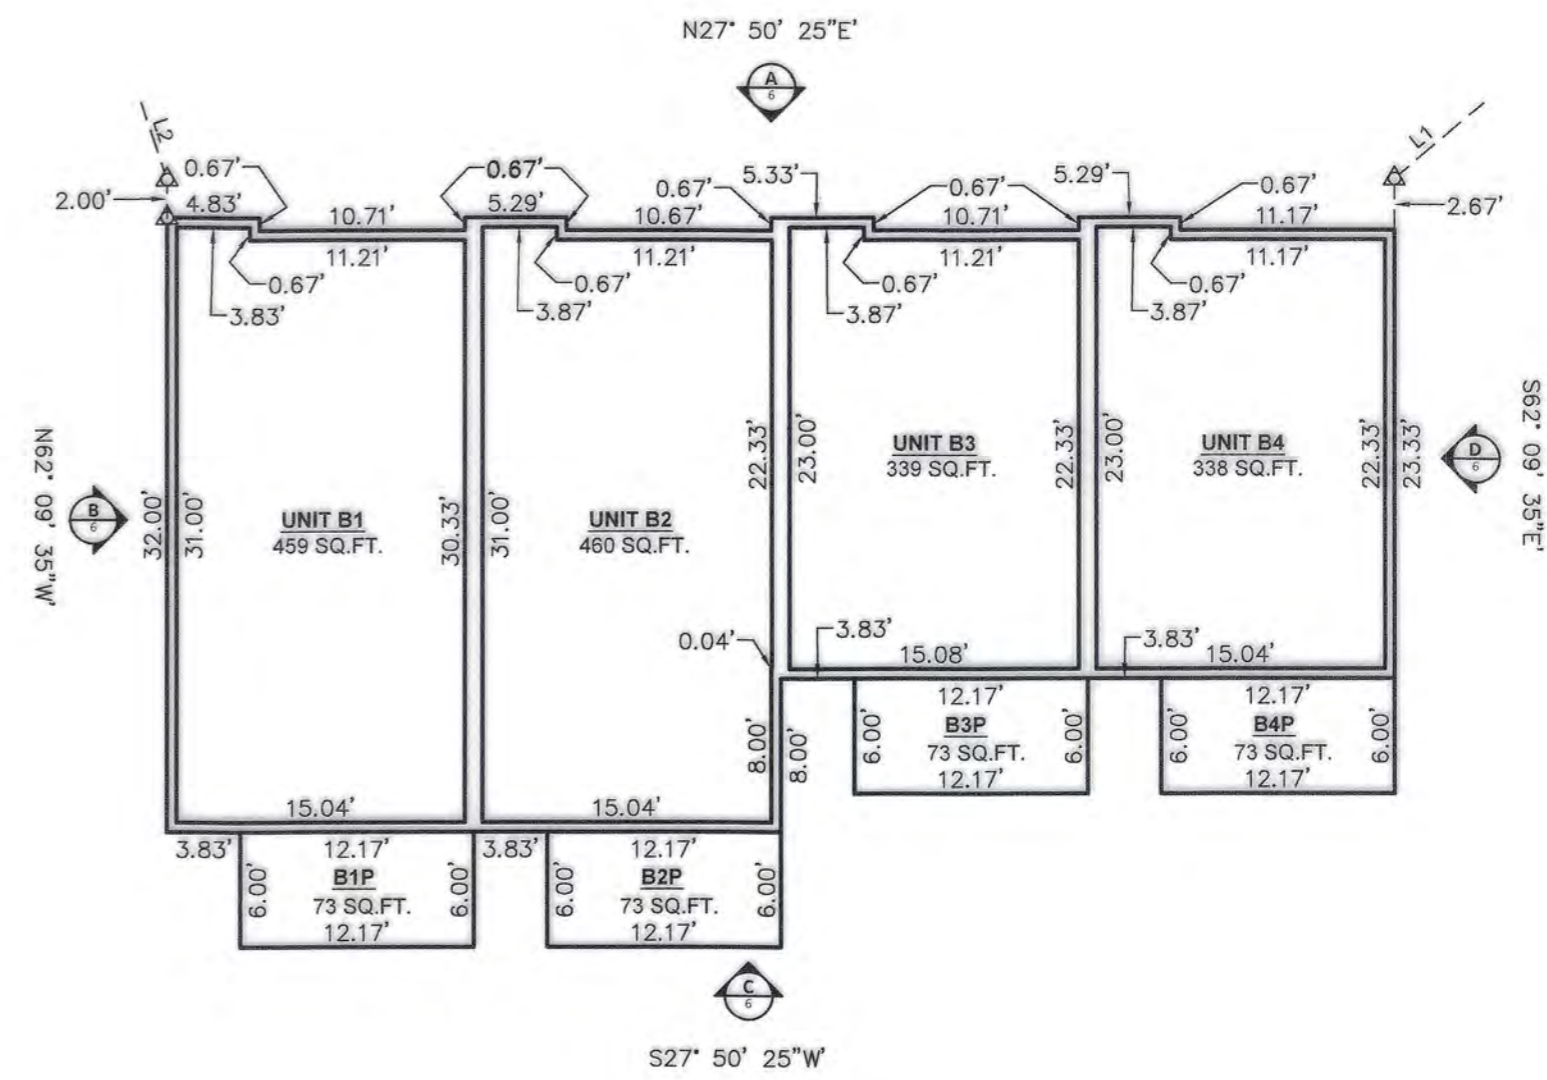 N27° 50' 25"E'
A
6
L2
L1
2.00'
0.67'
4.83'
10.71'
0.67'
5.29'
0.67'
10.67'
5.33'
0.67'
10.71'
5.29'
0.67'
11.17'
2.67'
11.21'
0.67'
3.83'
11.21'
0.67'
3.87'
11.21'
0.67'
3.87'
11.17'
0.67'
3.87'
N62° 09' 35"W'
B
6
32.00'
31.00'
UNIT B1
459 SQ.FT.
30.33'
31.00'
UNIT B2
460 SQ.FT.
22.33'
23.00'
UNIT B3
339 SQ.FT.
22.33'
23.00'
UNIT B4
338 SQ.FT.
22.33'
23.33'
D
6
S62° 09' 35"E'
0.04'
3.83'
15.08'
3.83'
15.04'
8.00'
8.00'
6.00'
12.17'
B3P
73 SQ.FT.
12.17'
6.00'
6.00'
12.17'
B4P
73 SQ.FT.
12.17'
6.00'
15.04'
15.04'
3.83'
6.00'
12.17'
B1P
73 SQ.FT.
12.17'
6.00'
3.83'
6.00'
12.17'
B2P
73 SQ.FT.
12.17'
6.00'
C
6
S27° 50' 25"W'